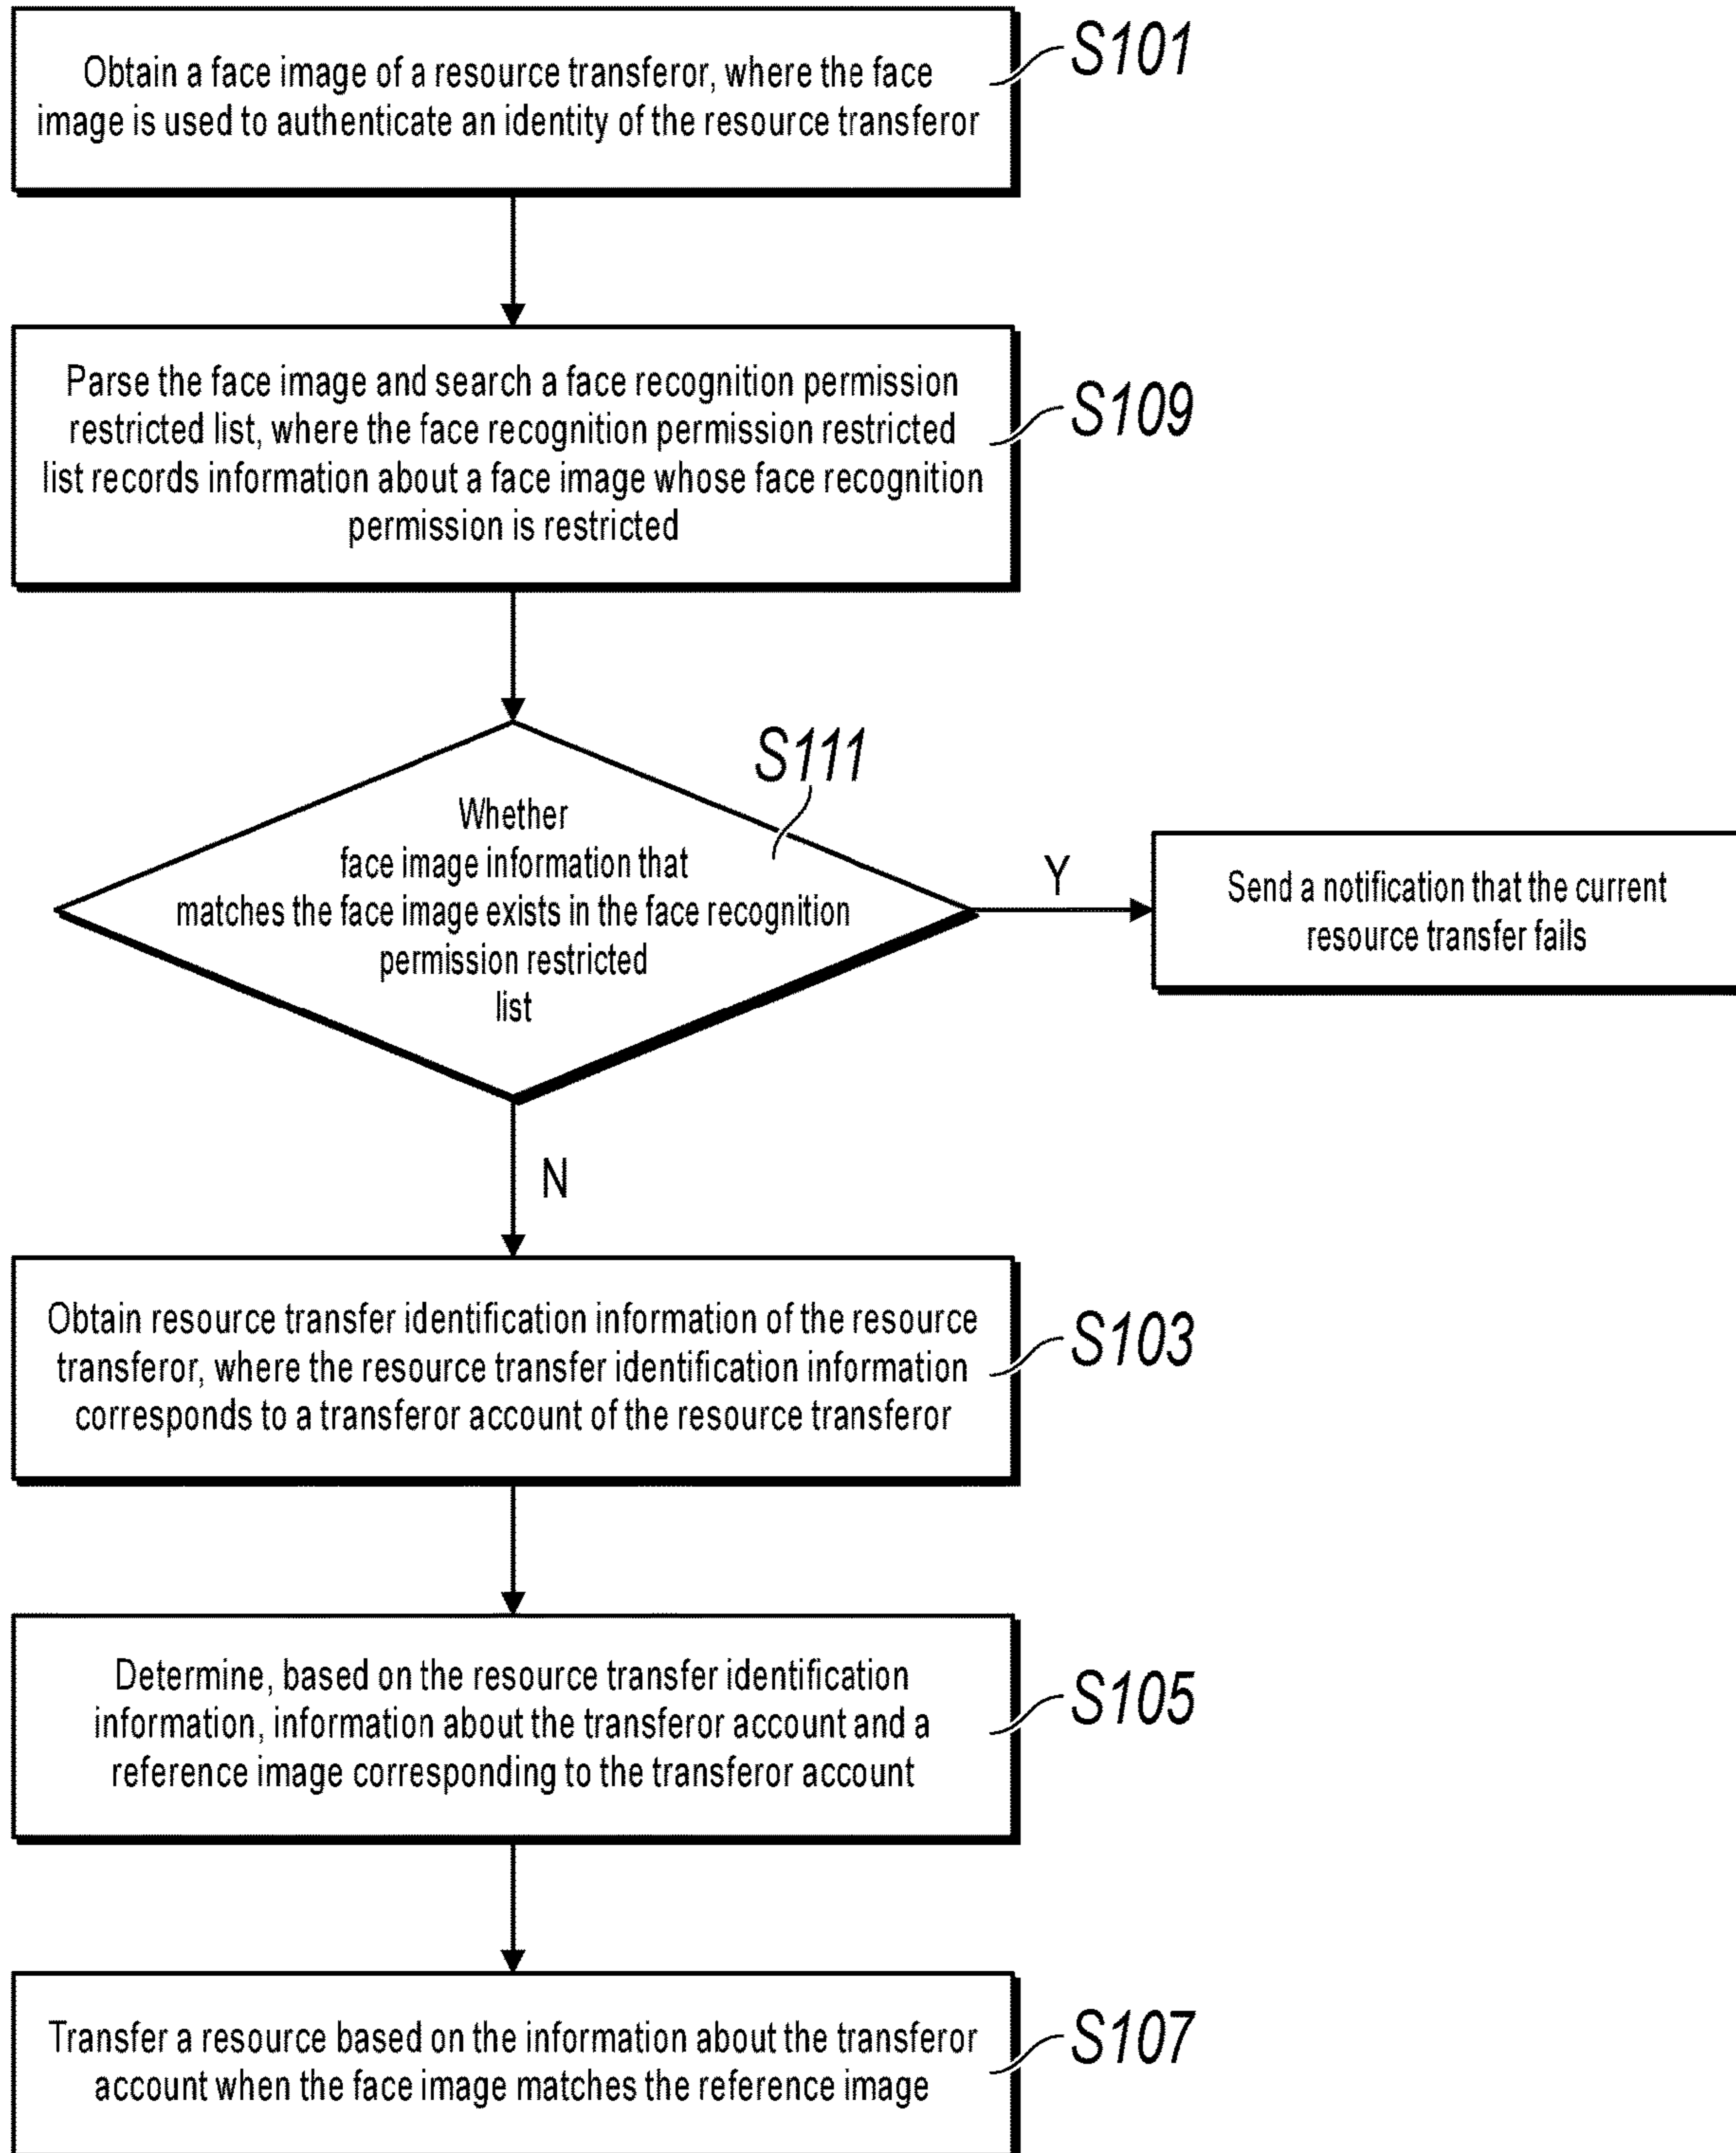 Obtain a face image of a resource transferor, where the face
image is used to authenticate an identity of the resource transferor
S101
Parse the face image and search a face recognition permission
restricted list, where the face recognition permission restricted
list records information about a face image whose face recognition
permission is restricted
S109
S111
Whether
face image information that
matches the face image exists in the face recognition
permission restricted
list
Y
Send a notification that the current
resource transfer fails
N
Obtain resource transfer identification information of the resource
transferor, where the resource transfer identification information
corresponds to a transferor account of the resource transferor
S103
Determine, based on the resource transfer identification
information, information about the transferor account and a
reference image corresponding to the transferor account
S105
Transfer a resource based on the information about the transferor
account when the face image matches the reference image
S107